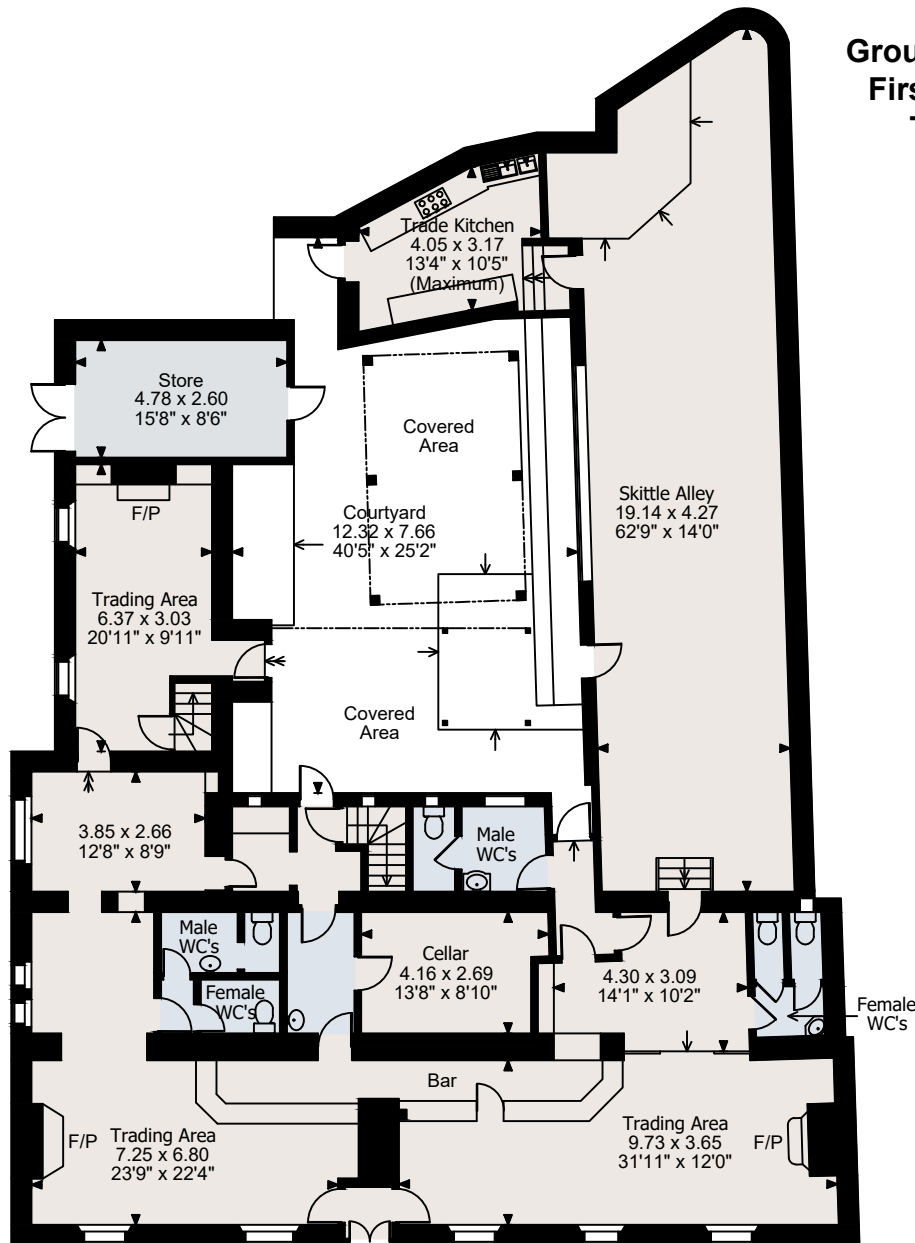 Grou
Firs
Trade Kitchen
4.05 x 3.17
13'4" x 10'5"
(Maximum)
Store
4.78 x 2.60
15'8" x 8'6"
Covered
Area
F/P
Courtyard
12.32 x 7.66
40'5" x 25'2"
Skittle Alley
19.14 x 4.27
62'9" x 14'0"
Trading Area
6.37 x 3.03
20'11" x 9'11"
Covered
Area
3.85 x 2.66
12'8" x 8'9"
Male
WC's
Male
WC's
Female
WC's
Cellar
4.16 x 2.69
13'8" x 8'10"
4.30 x 3.09
14'1" x 10'2"
Female
WC's
Bar
F/P
Trading Area
7.25 x 6.80
23'9" x 22'4"
Trading Area
9.73 x 3.65
31'11" x 12'0"
F/P